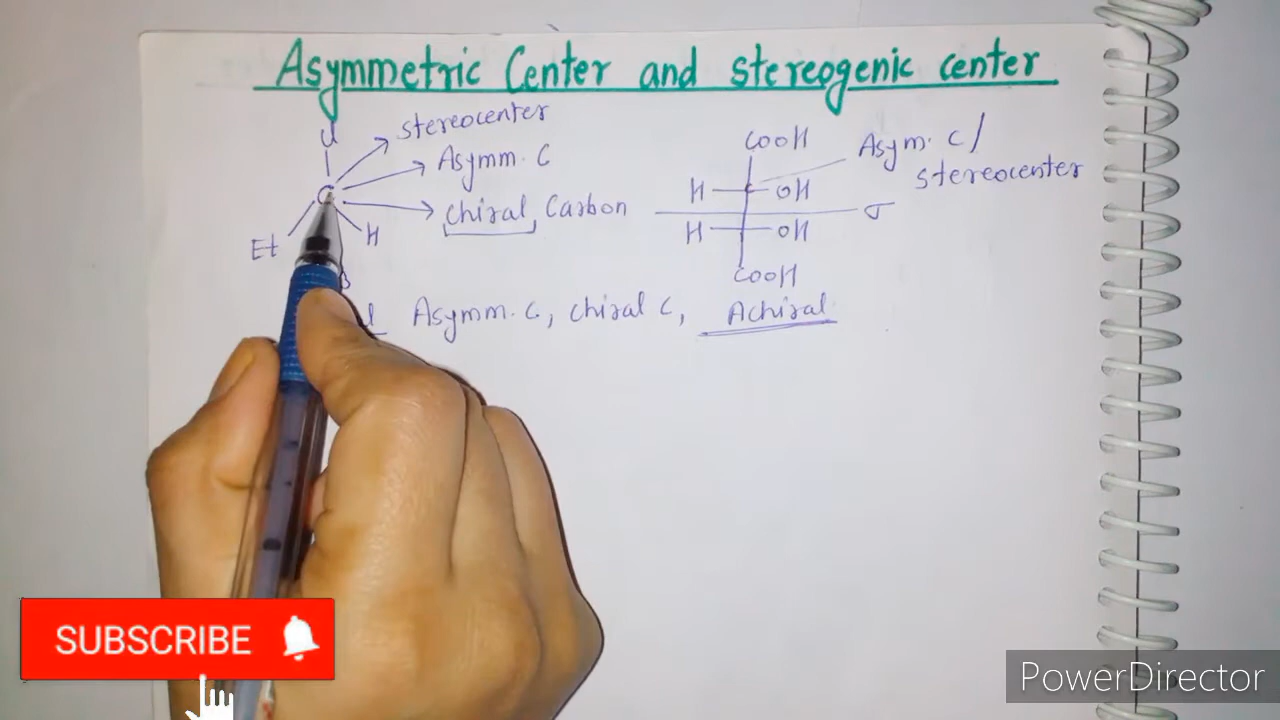 Asymmetric Center and stereogenic center
Cl
stereocenter
Asymm. C
C
chiral, Carbon
Et
H
COOH
Asym. C/
stereocenter
H C OH
σ
H OH
COOH
Asymm. C, chiral C, Achiral
SUBSCRIBE
PowerDirector